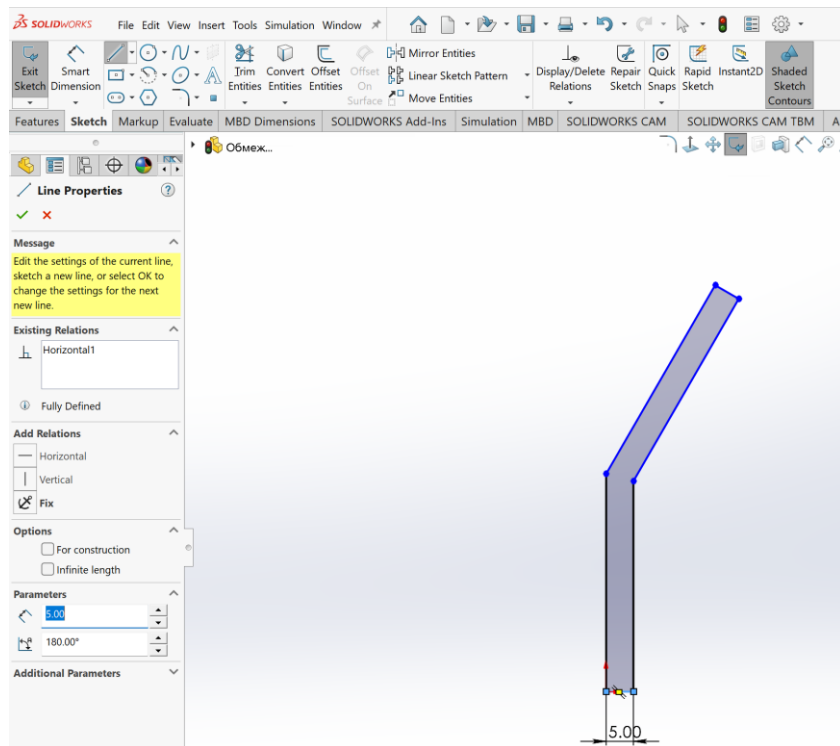 SOLIDWORKS File Edit View Insert Tools Simulation Window
Exit Sketch
Smart Dimension
Trim Entities
Convert Entities
Offset Entities
Offset On Surface
Mirror Entities
Linear Sketch Pattern
Move Entities
Display/Delete Relations
Repair Sketch
Quick Snaps
Rapid Sketch
Instant2D
Shaded Sketch Contours
Features Sketch Markup Evaluate MBD Dimensions SOLIDWORKS Add-Ins Simulation MBD SOLIDWORKS CAM SOLIDWORKS CAM TBM A
Обмеж...
Line Properties
Message
Edit the settings of the current line,
sketch a new line, or select OK to
change the settings for the next
new line.
Existing Relations
Horizontal1
Fully Defined
Add Relations
Horizontal
Vertical
Fix
Options
For construction
Infinite length
Parameters
5.00
180.00°
Additional Parameters
5.00